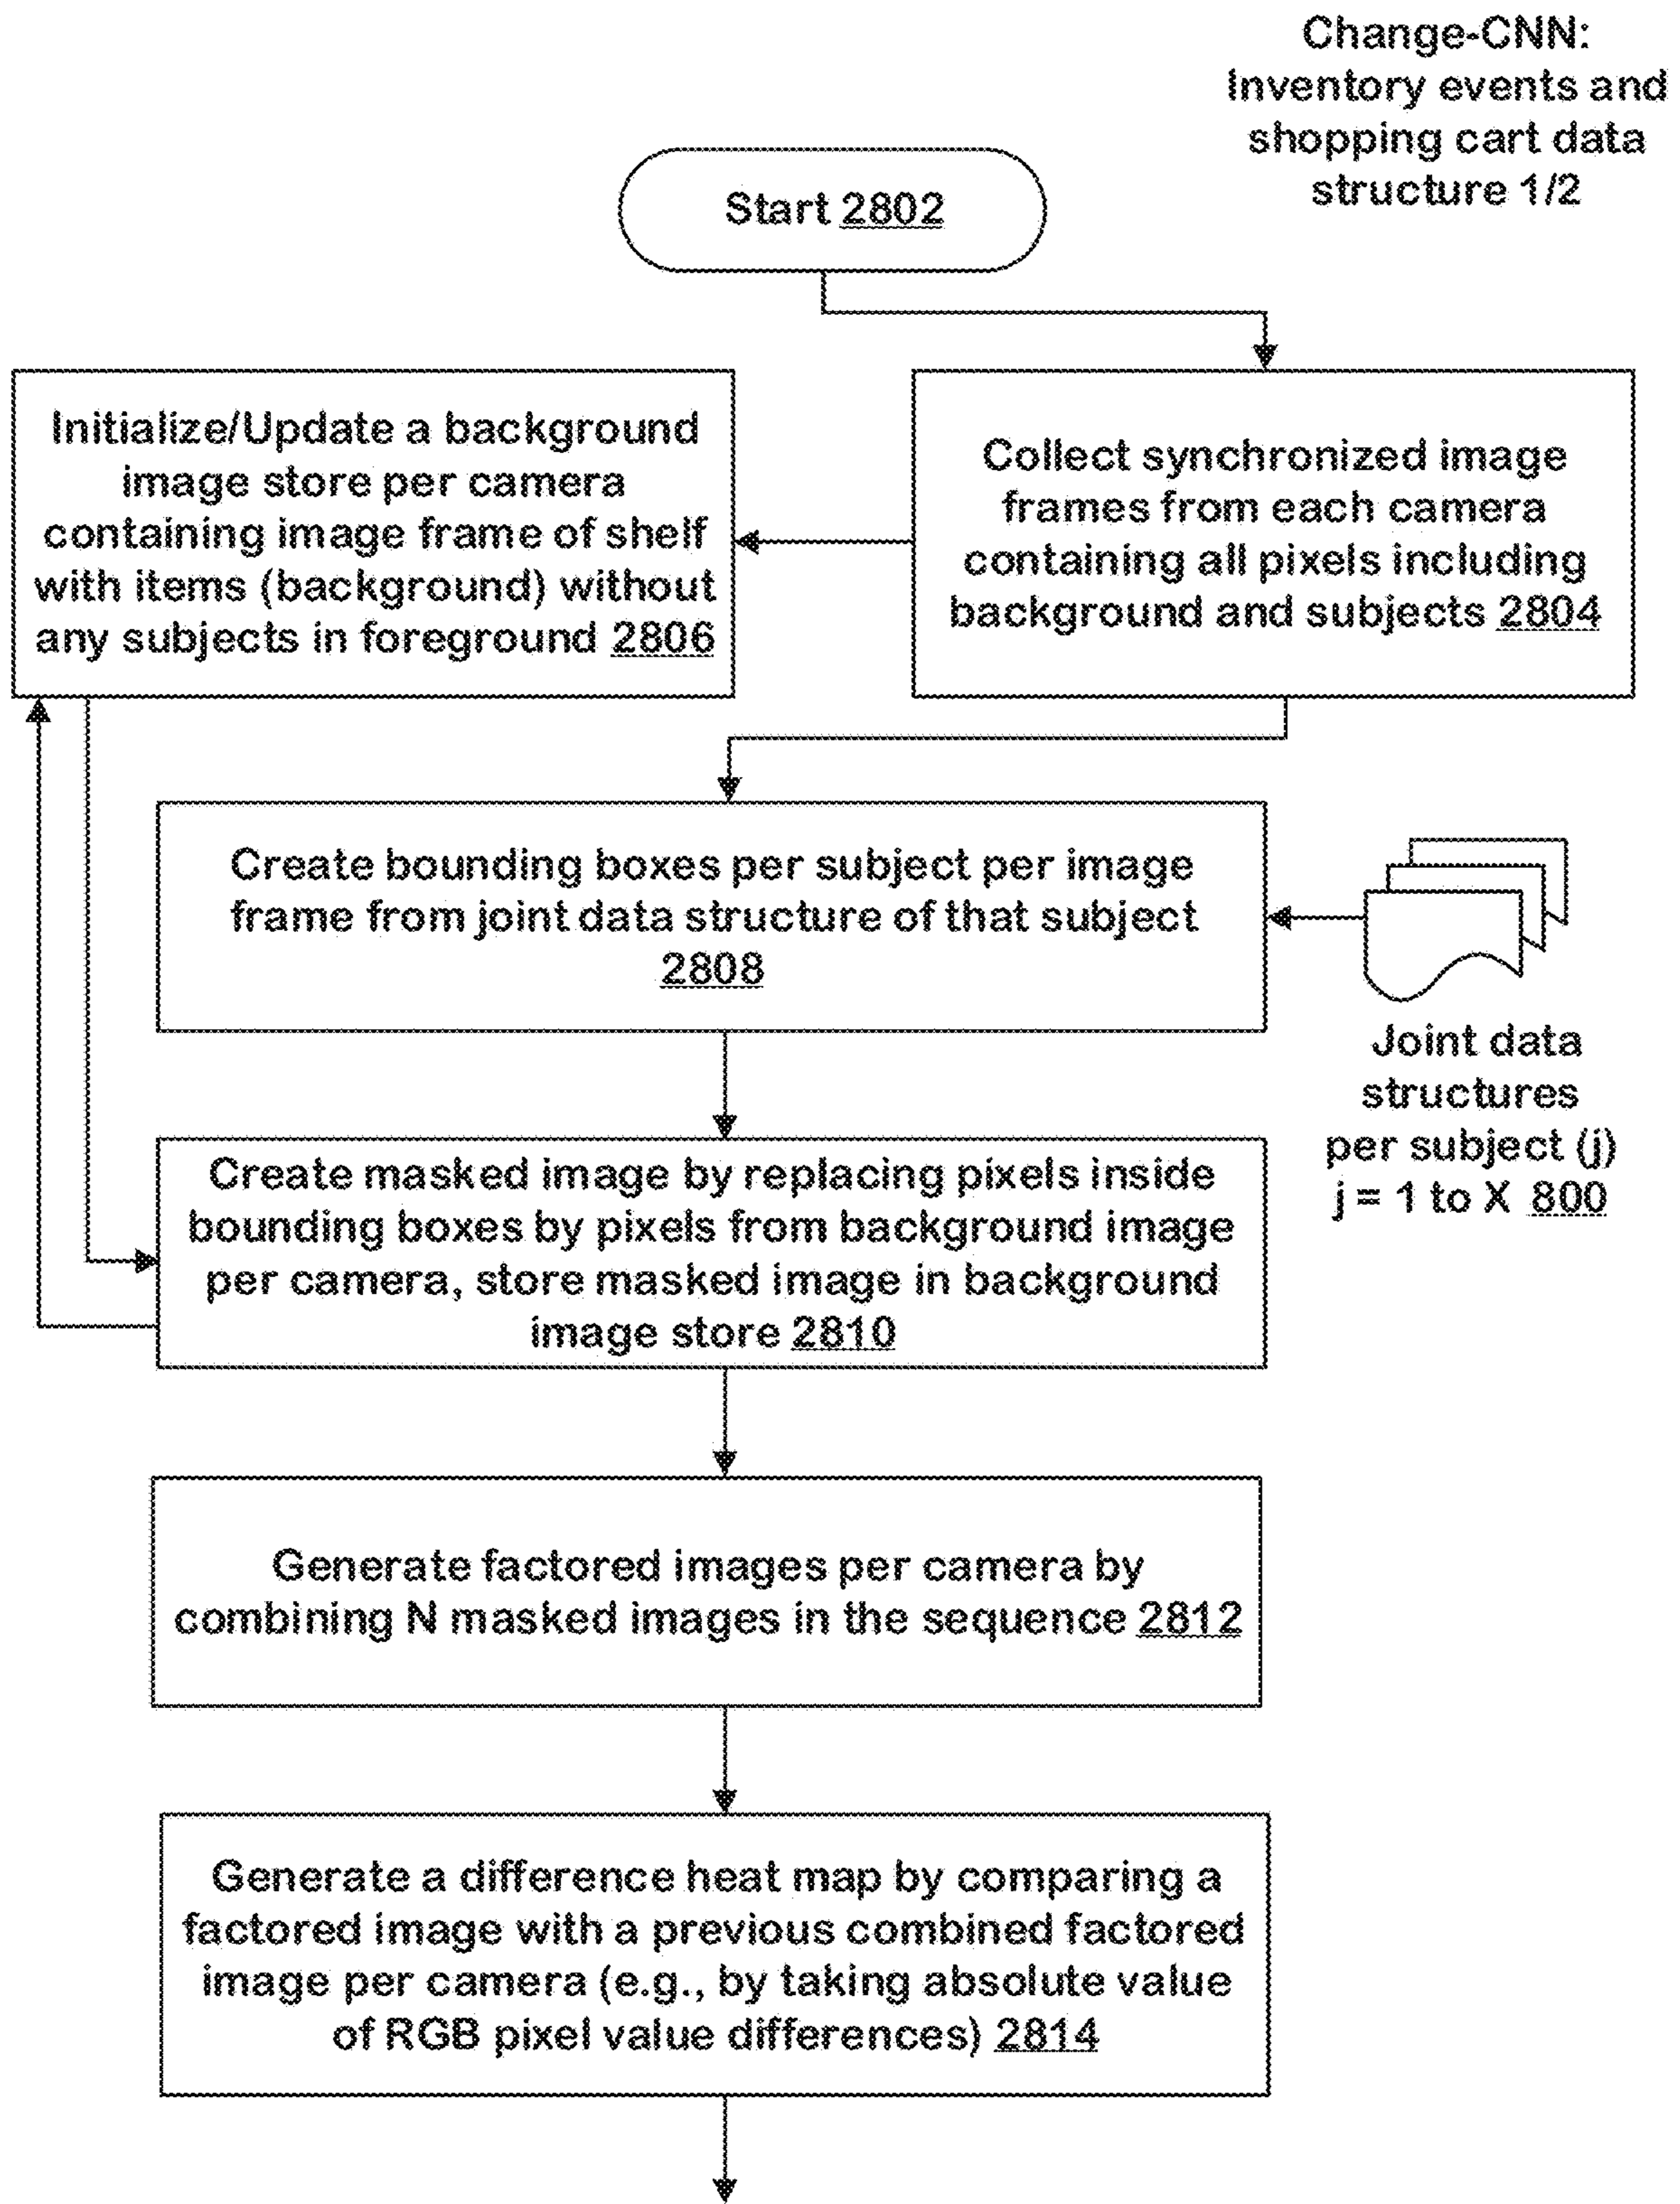 Change-CNN:
Inventory events and
shopping cart data
structure 1/2
Start 2802
Initialize/Update a background
image store per camera
containing image frame of shelf
with items (background) without
any subjects in foreground 2806
Collect synchronized image
frames from each camera
containing all pixels including
background and subjects 2804
Create bounding boxes per subject per image
frame from joint data structure of that subject
2808
Joint data
structures
per subject (j)
j = 1 to X 800
Create masked image by replacing pixels inside
bounding boxes by pixels from background image
per camera, store masked image in background
image store 2810
Generate factored images per camera by
combining N masked images in the sequence 2812
Generate a difference heat map by comparing a
factored image with a previous combined factored
image per camera (e.g., by taking absolute value
of RGB pixel value differences) 2814